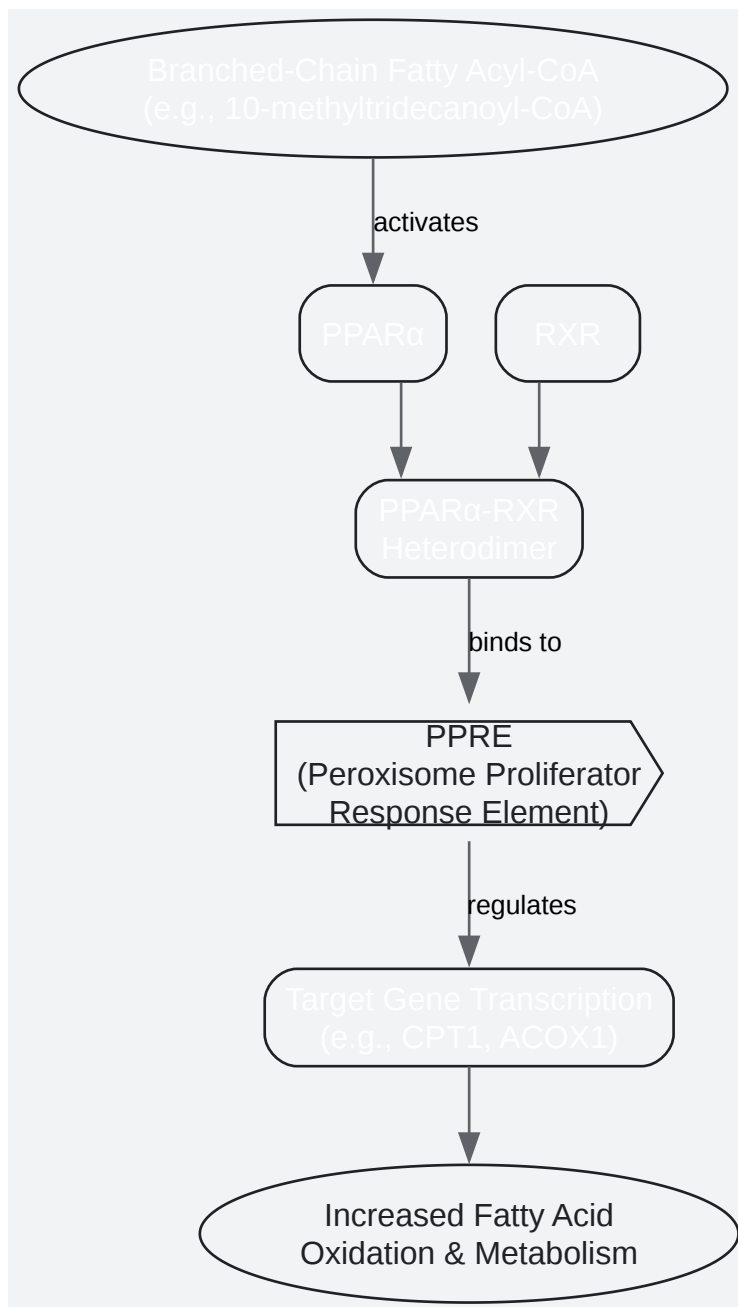 Branched-Chain Fatty Acyl-CoA
(e.g., 10-methyltridecanoyl-CoA)
activates
PPARα
RXR
PPARα-RXR
Heterodimer
binds to
PPRE
(Peroxisome Proliferator
Response Element)
regulates
Target Gene Transcription
(e.g., CPT1, ACOX1)
Increased Fatty Acid
Oxidation & Metabolism